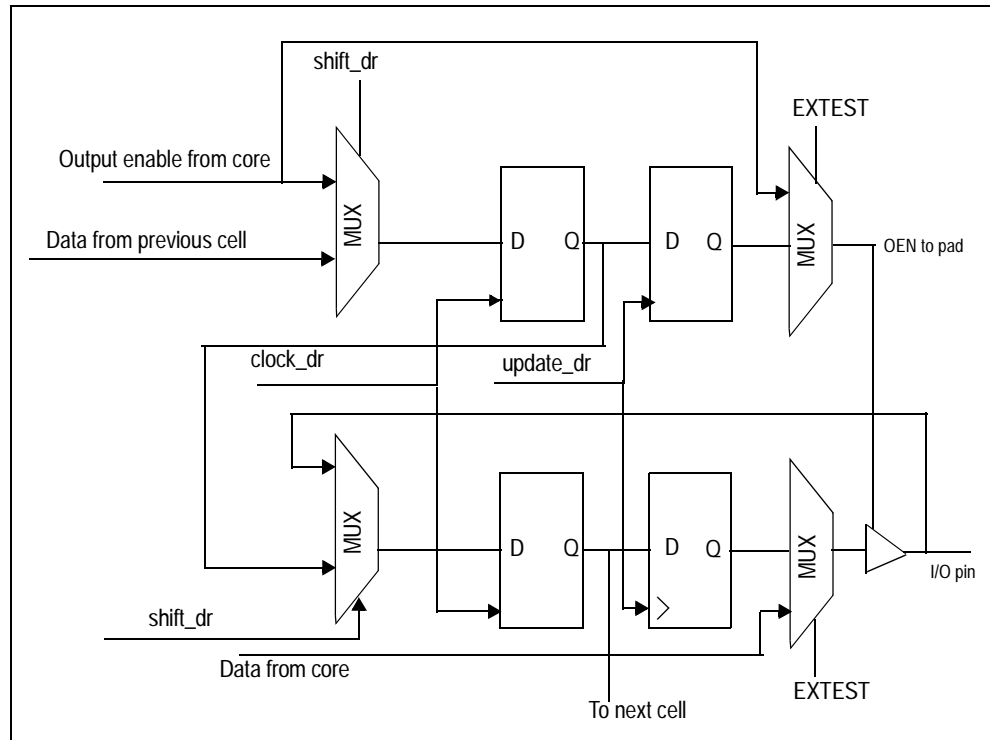 shift_dr
EXTEST
Output enable from core
MUX
MUX
Data from previous cell
D
Q
D
Q
OEN to pad
clock_dr
update_dr
MUX
MUX
D
Q
D
Q
I/O pin
shift_dr
Data from core
EXTEST
To next cell